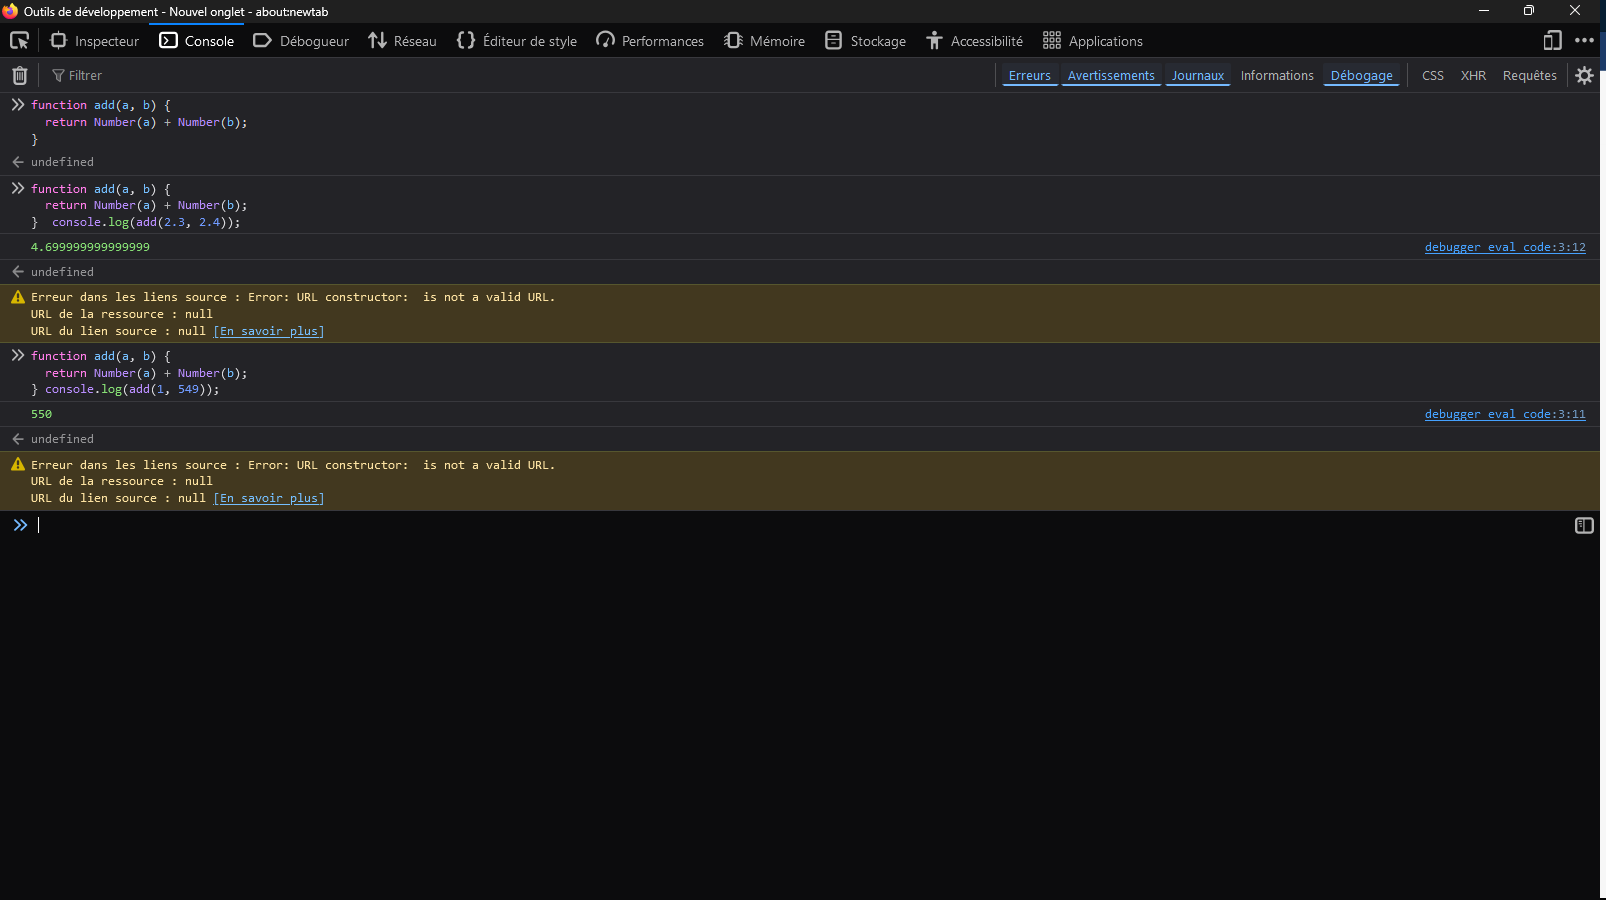 Outils de développement - Nouvel onglet - about:newtab
Inspecteur Console Débogueur Réseau Éditeur de style Performances Mémoire Stockage Accessibilité Applications
Filtrer Erreurs Avertissements Journaux Informations Débogage CSS XHR Requêtes
function add(a, b) {
return Number(a) + Number(b);
}
undefined
function add(a, b) {
return Number(a) + Number(b);
} console.log(add(2.3, 2.4));
4.699999999999999 debugger eval code:3:12
undefined
Erreur dans les liens source : Error: URL constructor: is not a valid URL.
URL de la ressource : null
URL du lien source : null [En savoir plus]
function add(a, b) {
return Number(a) + Number(b);
} console.log(add(1, 549));
550 debugger eval code:3:11
undefined
Erreur dans les liens source : Error: URL constructor: is not a valid URL.
URL de la ressource : null
URL du lien source : null [En savoir plus]